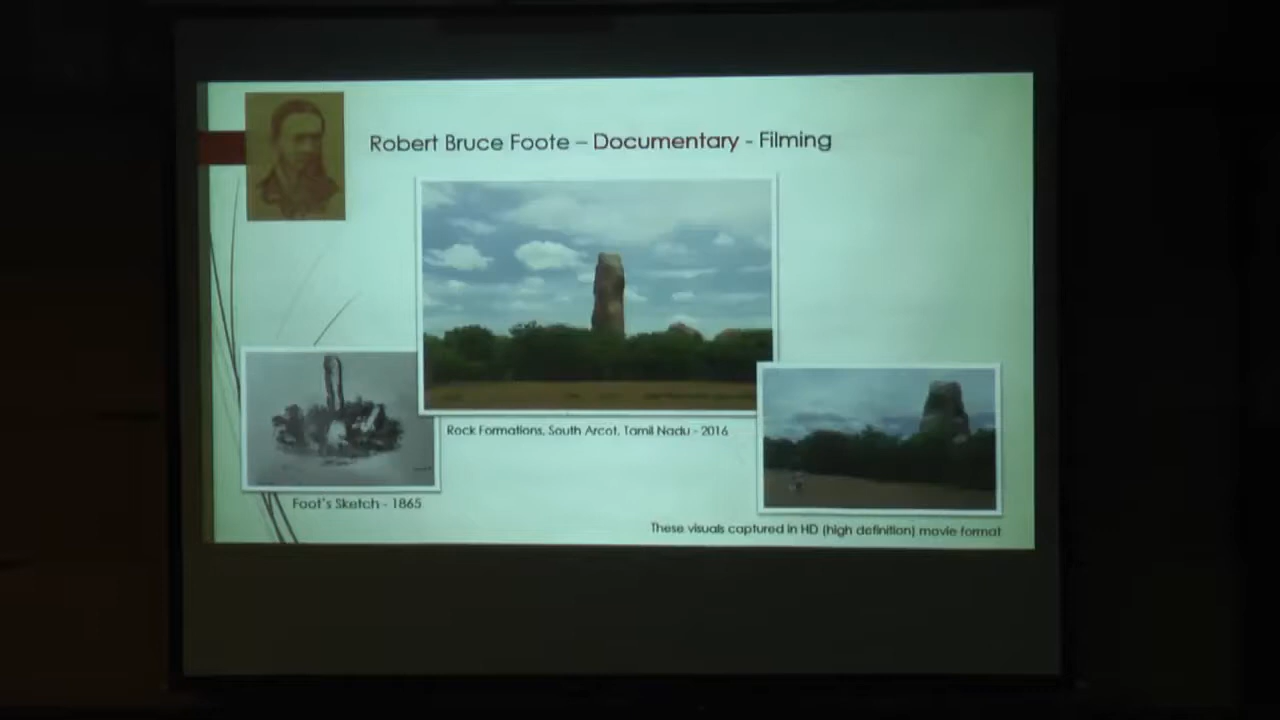 Robert Bruce Foote – Documentary - Filming
Rock Formations, South Arcot, Tamil Nadu - 2016
Foot's Sketch - 1865
These visuals captured in HD (high definition) movie format